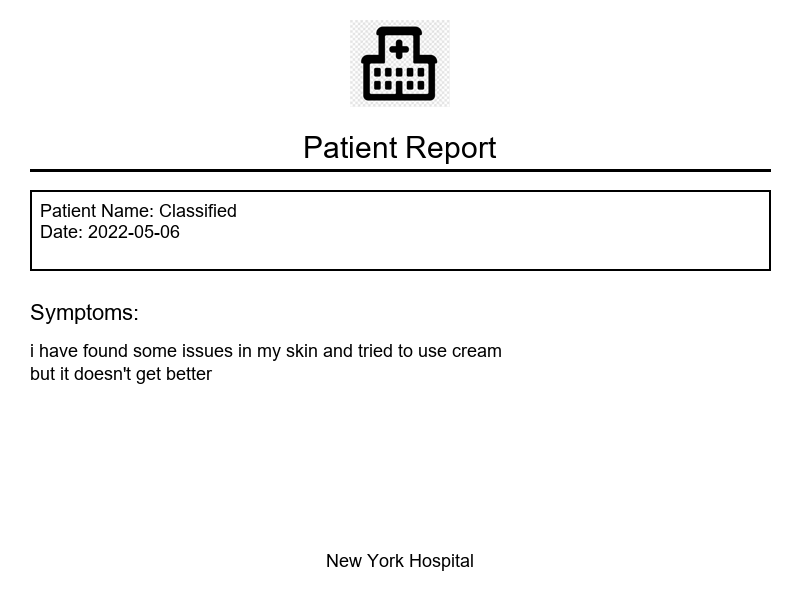 Patient Report
Patient Name: Classified
Date: 2022-05-06
Symptoms:
i have found some issues in my skin and tried to use cream
but it doesn't get better
New York Hospital